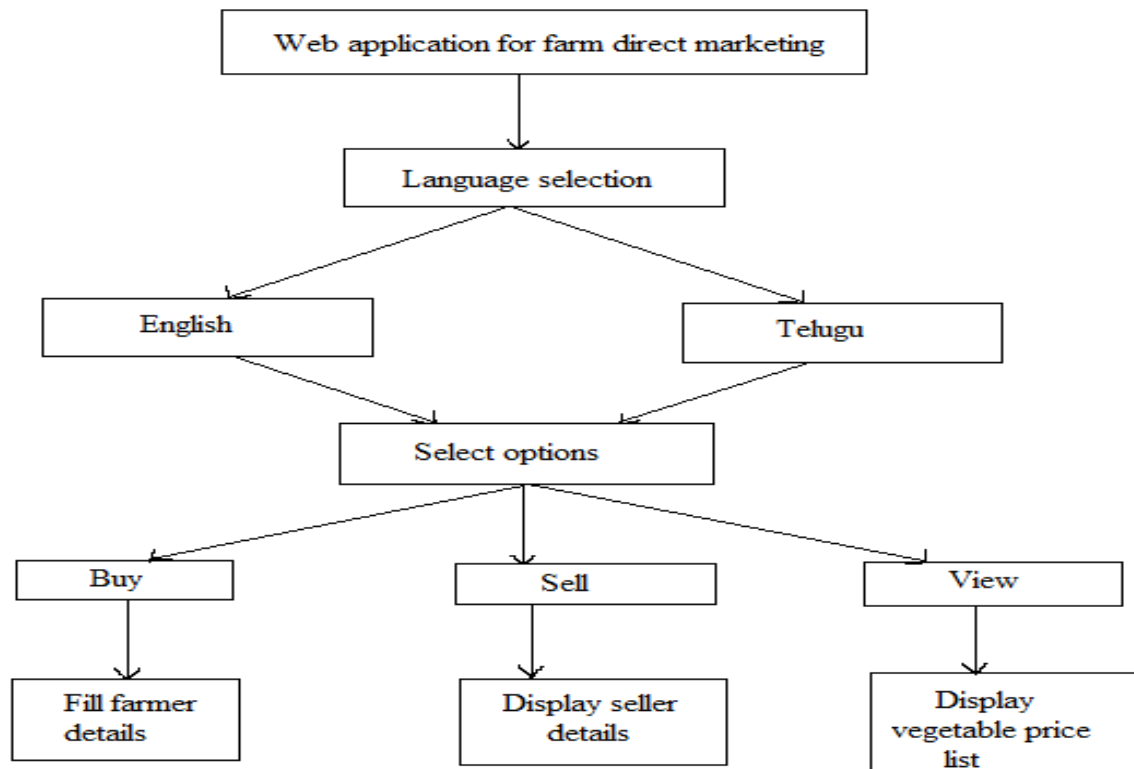 Web application for farm direct marketing
Language selection
English
Telugu
Select options
Buy
Sell
View
Fill farmer
details
Display seller
details
Display
vegetable price
list